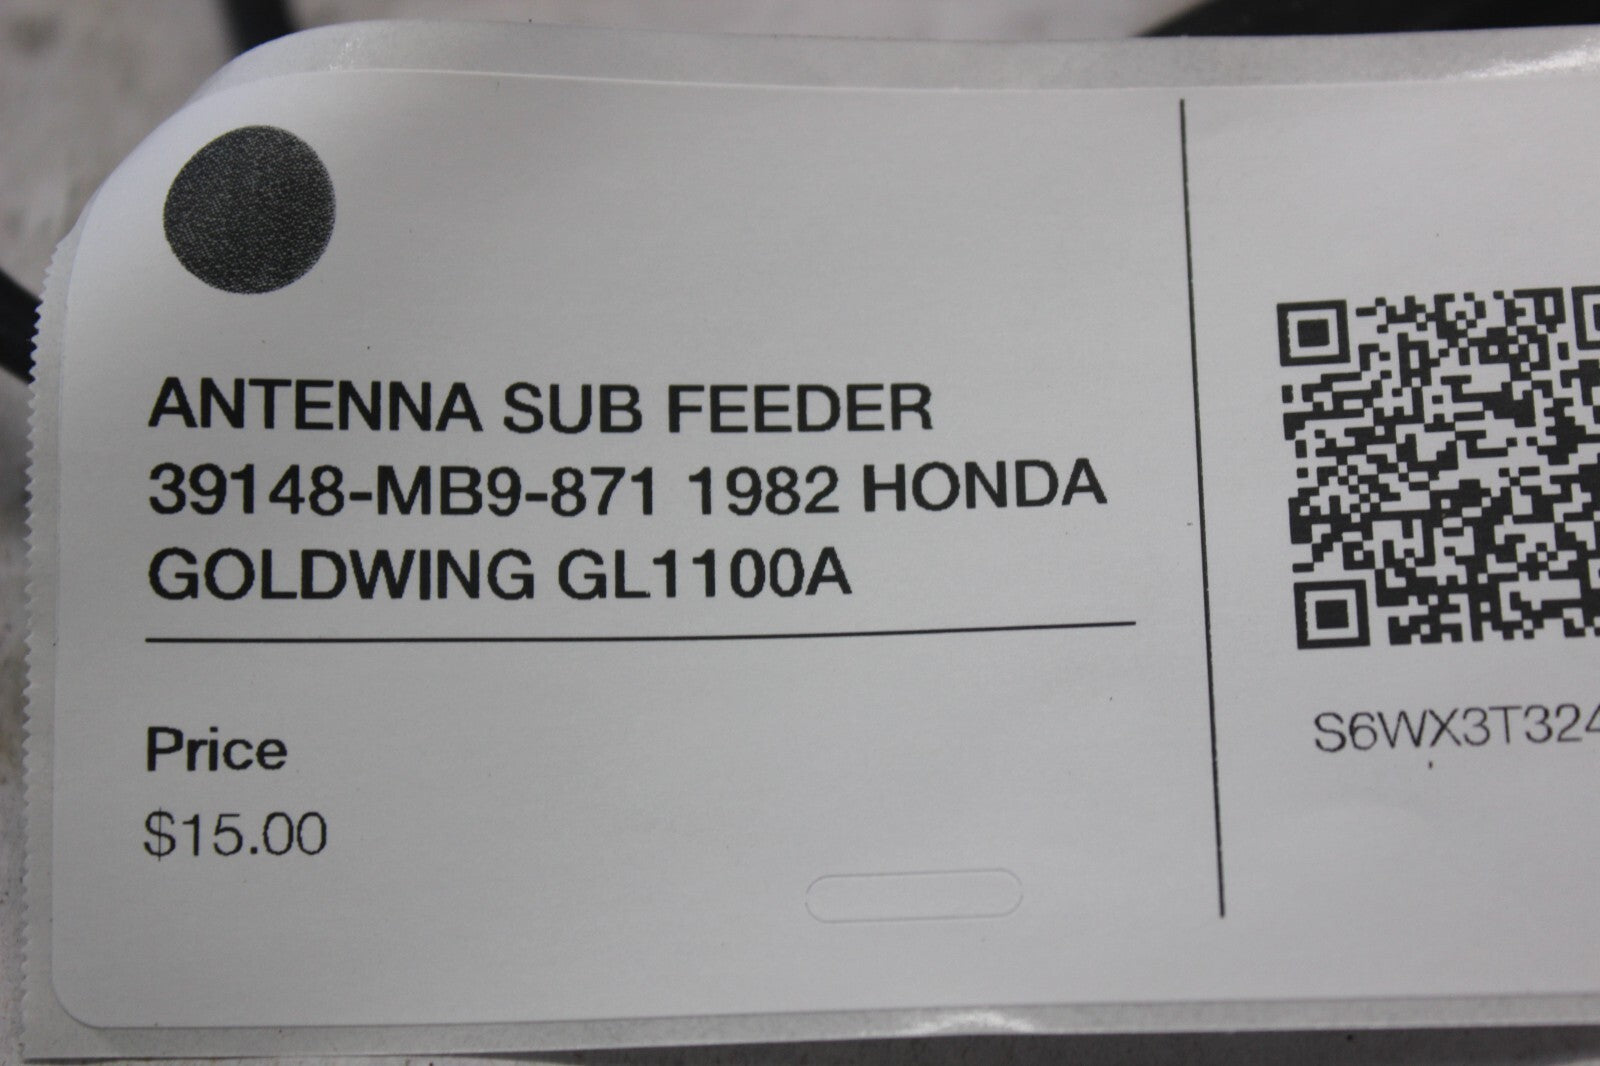 ANTENNA SUB FEEDER
39148-MB9-871 1982 HONDA
GOLDWING GL1100A
Price
$15.00
S6WX3T324